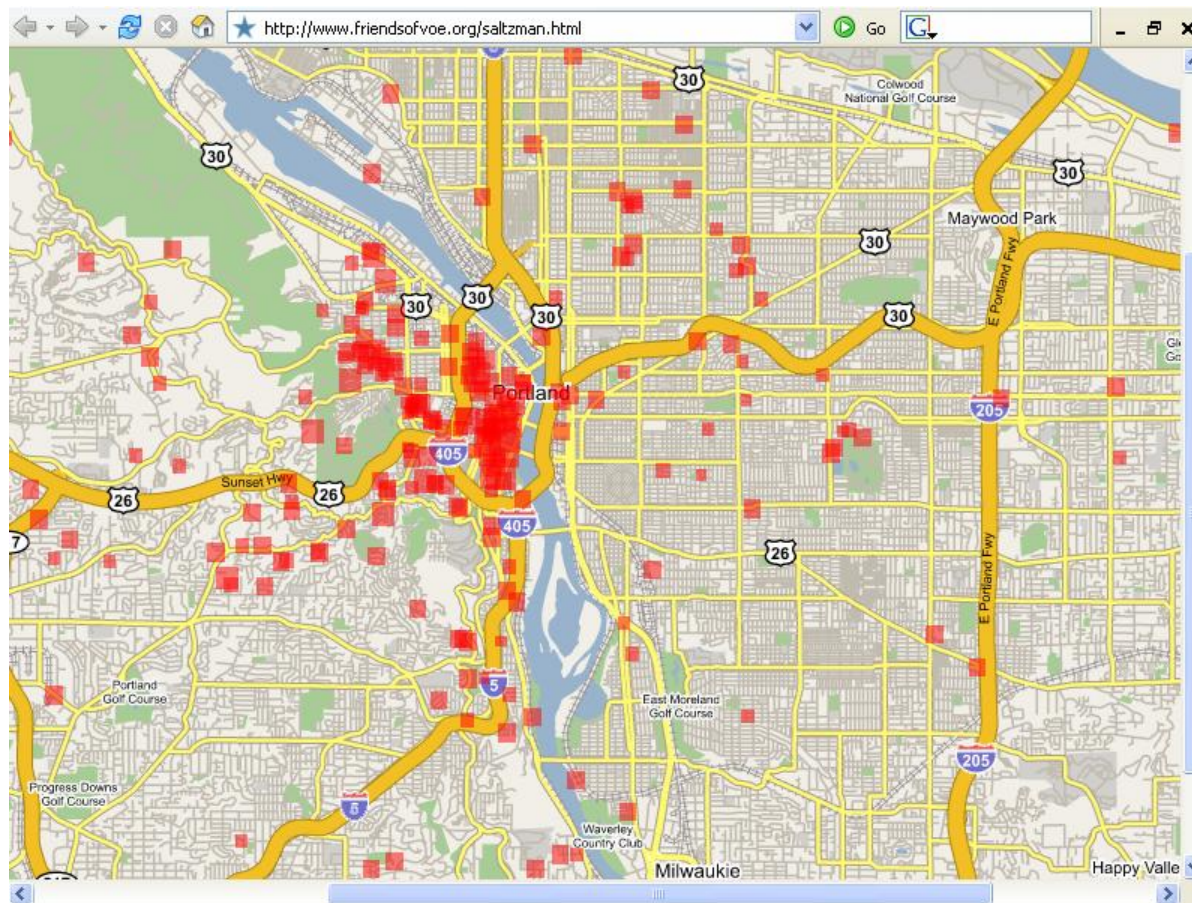 http://www.friendsofvoe.org/saltzman.html
Go
G
30
Colwood
National Golf Course
30
30
Maywood Park
30
30
30
30
30
E Portland Fwy
Portland
205
405
Sunset Hwy
26
26
405
26
E Portland Fwy
5
Portland
Golf Course
East Moreland
Golf Course
205
Progress Downs
Golf Course
5
Waverley
Country Club
Milwaukie
Happy Valle